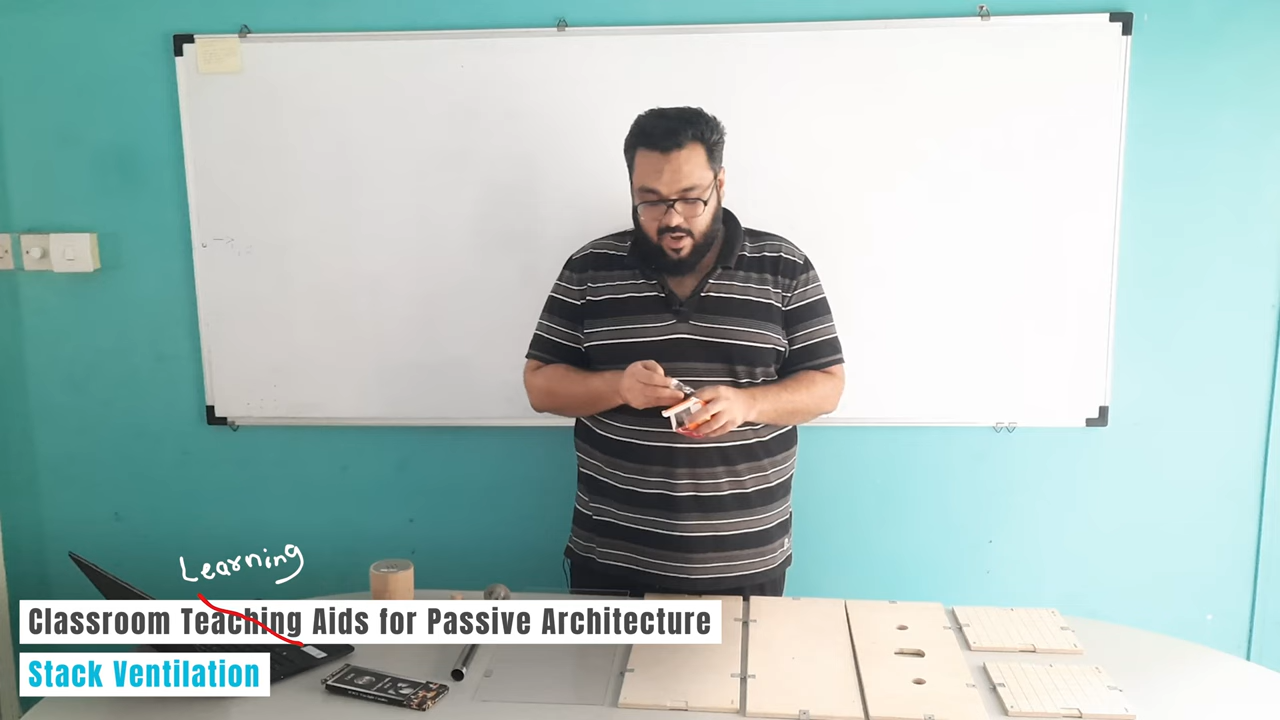 Learning
Classroom Teaching Aids for Passive Architecture
Stack Ventilation